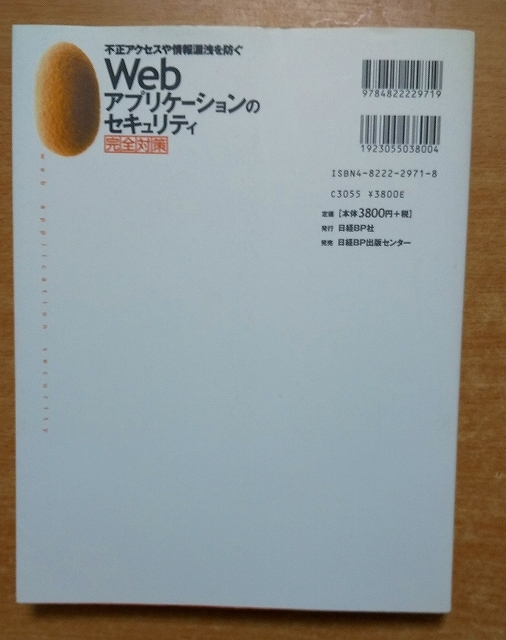 不正アクセスや情報漏洩を防ぐ
Web
アプリケーションの
セキュリティ
完全対策
web application security
9784822229719
1923055038004
ISBN4-8222-2971-8
C3055 ¥3800E
定価 [本体3800円+税]
発行 日経BP社
発売 日経BP出版センター